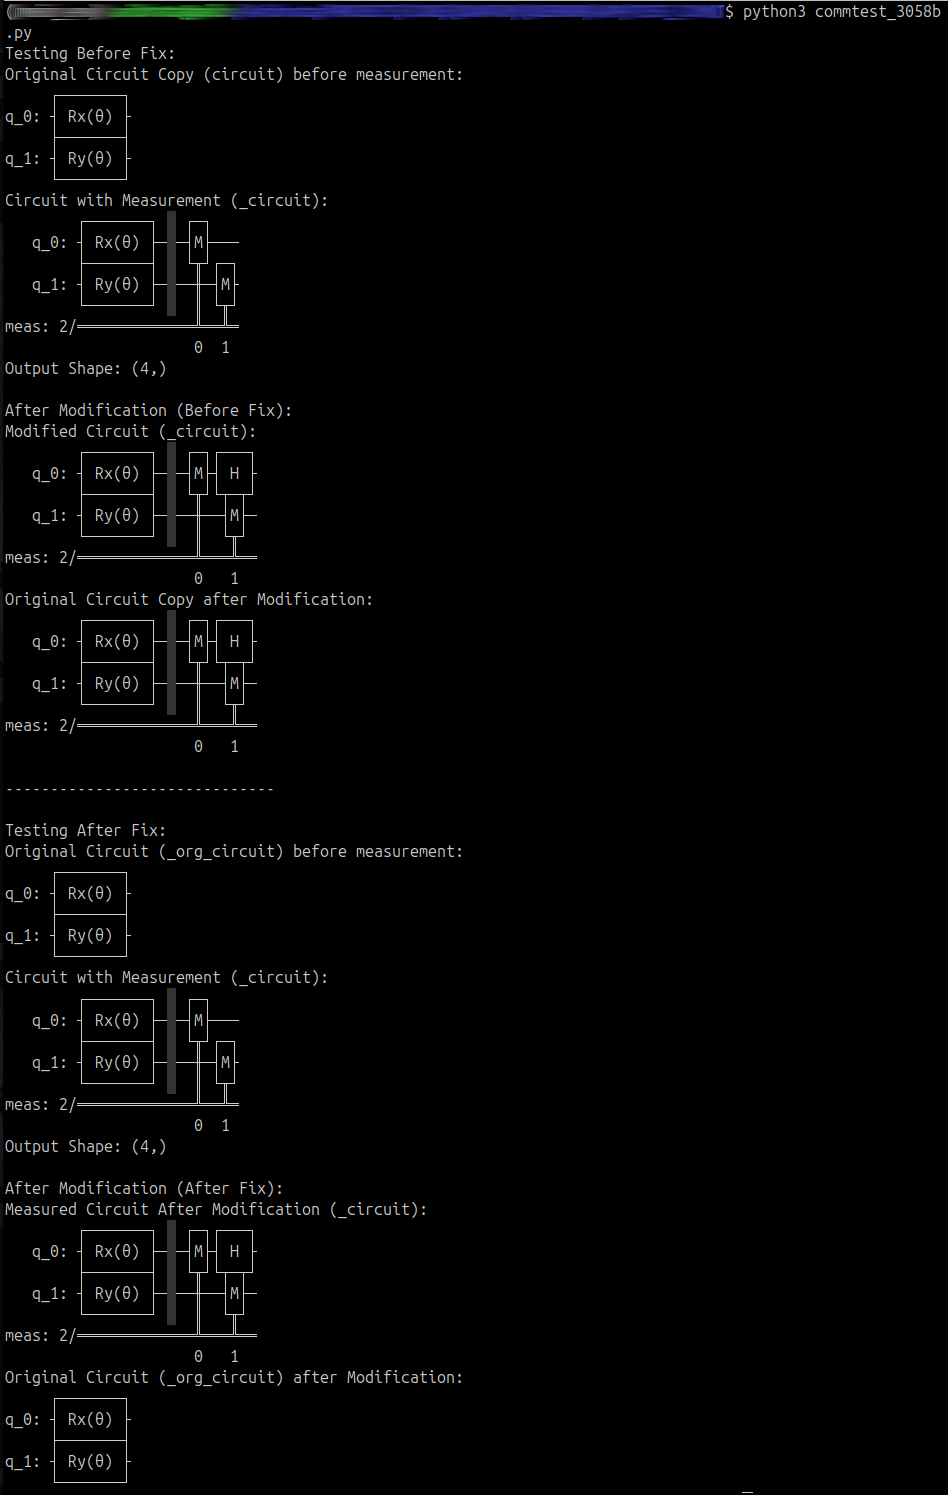 $ python3 commtest_3058b
.py
Testing Before Fix:
Original Circuit Copy (circuit) before measurement:
q_0: Rx(θ)
q_1: Ry(θ)
Circuit with Measurement (_circuit):
q_0: Rx(θ) M
q_1: Ry(θ) M
meas: 2/
0 1
Output Shape: (4,)
After Modification (Before Fix):
Modified Circuit (_circuit):
q_0: Rx(θ) M H
q_1: Ry(θ) M
meas: 2/
0 1
Original Circuit Copy after Modification:
q_0: Rx(θ) M H
q_1: Ry(θ) M
meas: 2/
0 1
------------------------------
Testing After Fix:
Original Circuit (_org_circuit) before measurement:
q_0: Rx(θ)
q_1: Ry(θ)
Circuit with Measurement (_circuit):
q_0: Rx(θ) M
q_1: Ry(θ) M
meas: 2/
0 1
Output Shape: (4,)
After Modification (After Fix):
Measured Circuit After Modification (_circuit):
q_0: Rx(θ) M H
q_1: Ry(θ) M
meas: 2/
0 1
Original Circuit (_org_circuit) after Modification:
q_0: Rx(θ)
q_1: Ry(θ)